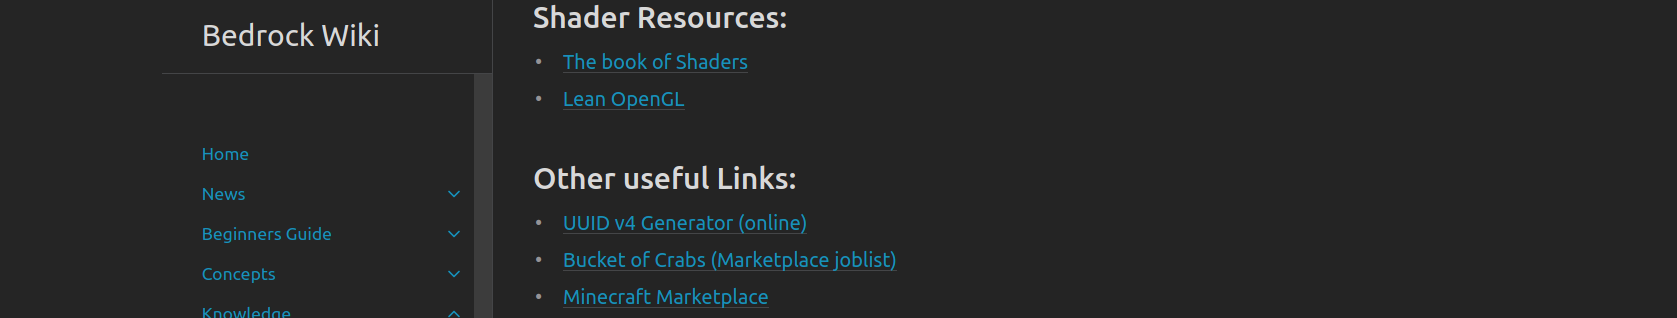 Bedrock Wiki
Home
News
Beginners Guide
Concepts
Knowledge
Shader Resources:
• The book of Shaders
• Lean OpenGL
Other useful Links:
• UUID v4 Generator (online)
• Bucket of Crabs (Marketplace joblist)
• Minecraft Marketplace